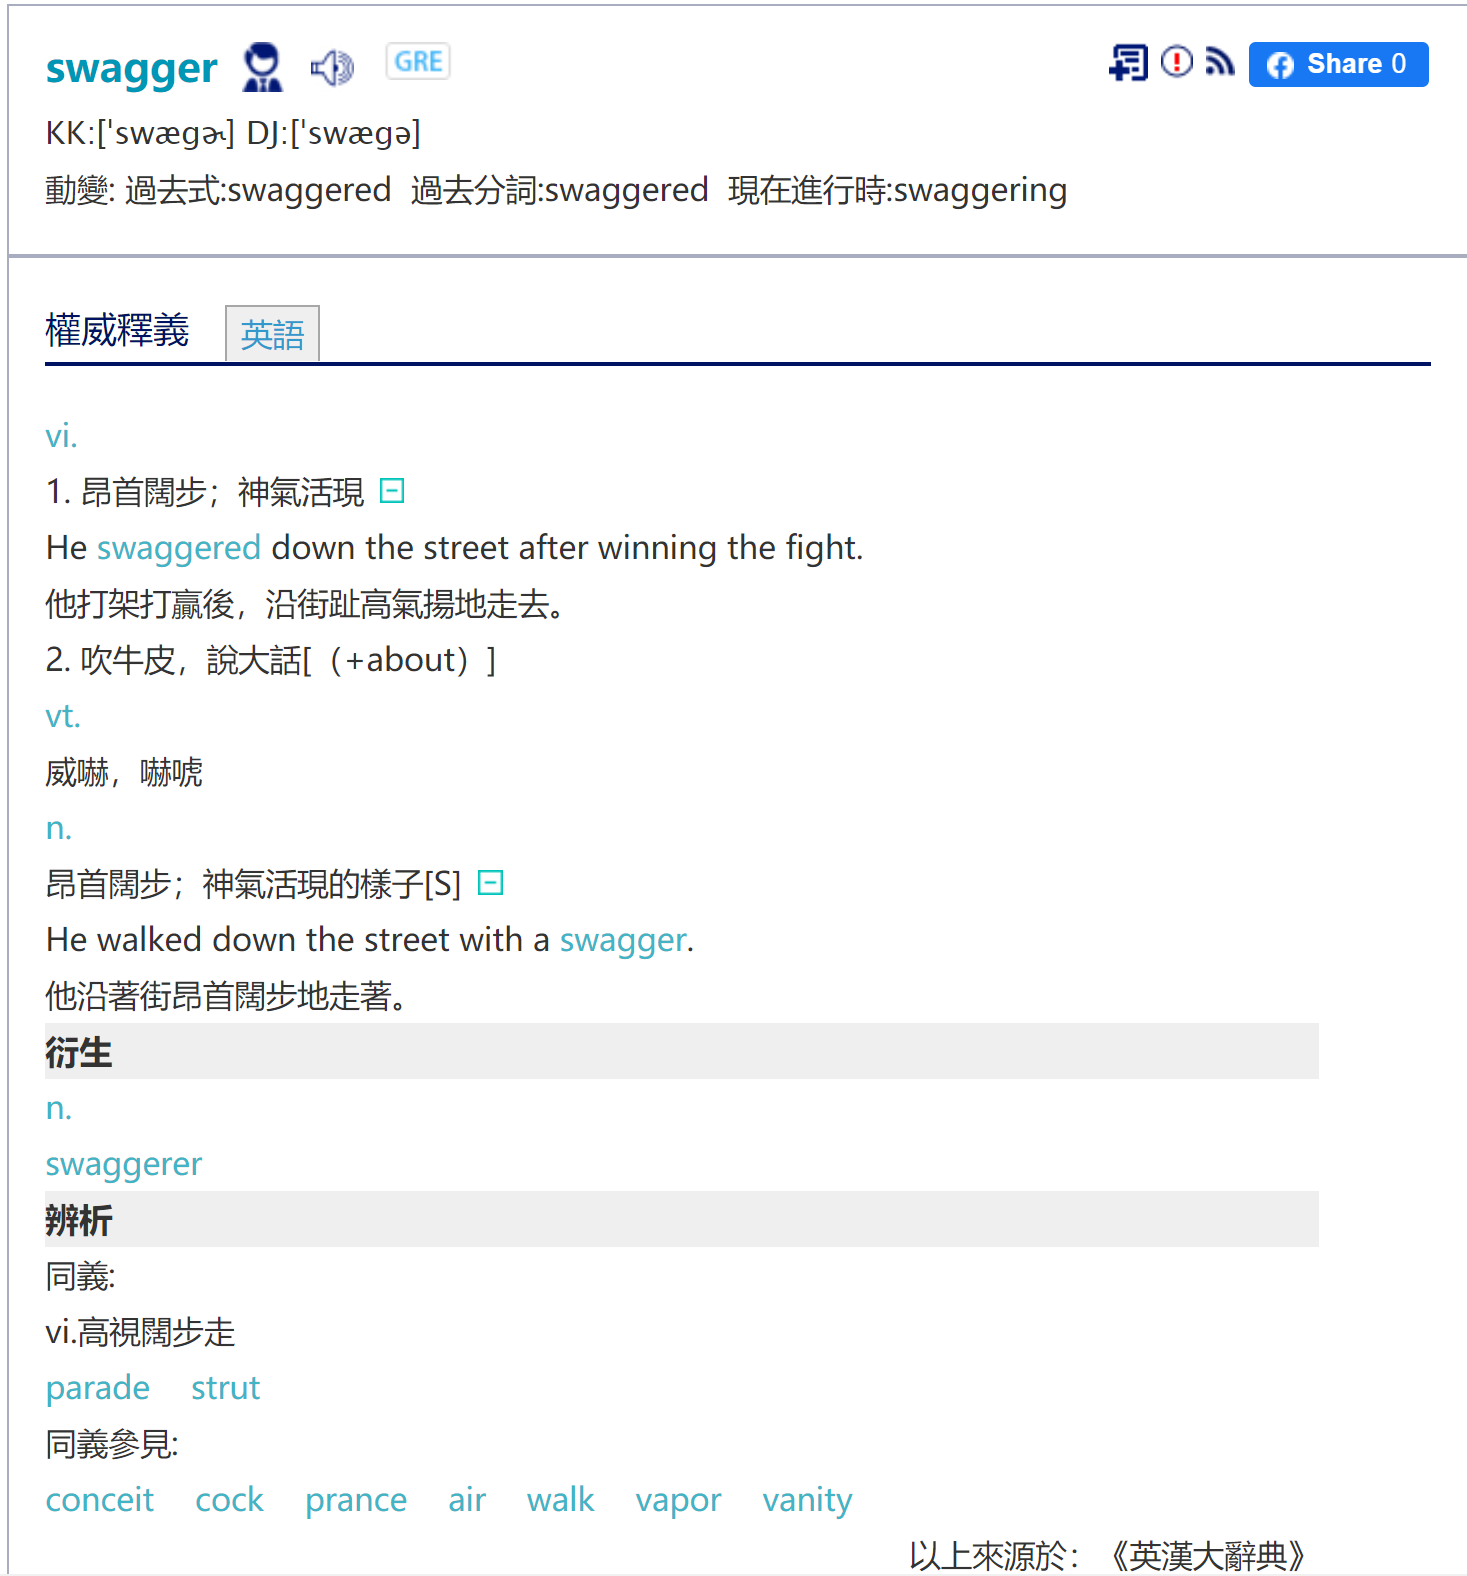 swagger GRE Share 0
KK:[ˈswægɚ] DJ:[ˈswægə]
動變: 過去式:swaggered 過去分詞:swaggered 現在進行時:swaggering
權威釋義 英語
vi.
1. 昂首闊步；神氣活現
He swaggered down the street after winning the fight.
他打架打贏後，沿街趾高氣揚地走去。
2. 吹牛皮，說大話[（+about）]
vt.
威嚇，嚇唬
n.
昂首闊步；神氣活現的樣子[S]
He walked down the street with a swagger.
他沿著街昂首闊步地走著。
衍生
n.
swaggerer
辨析
同義:
vi.高視闊步走
parade strut
同義參見:
conceit cock prance air walk vapor vanity
以上來源於：《英漢大辭典》